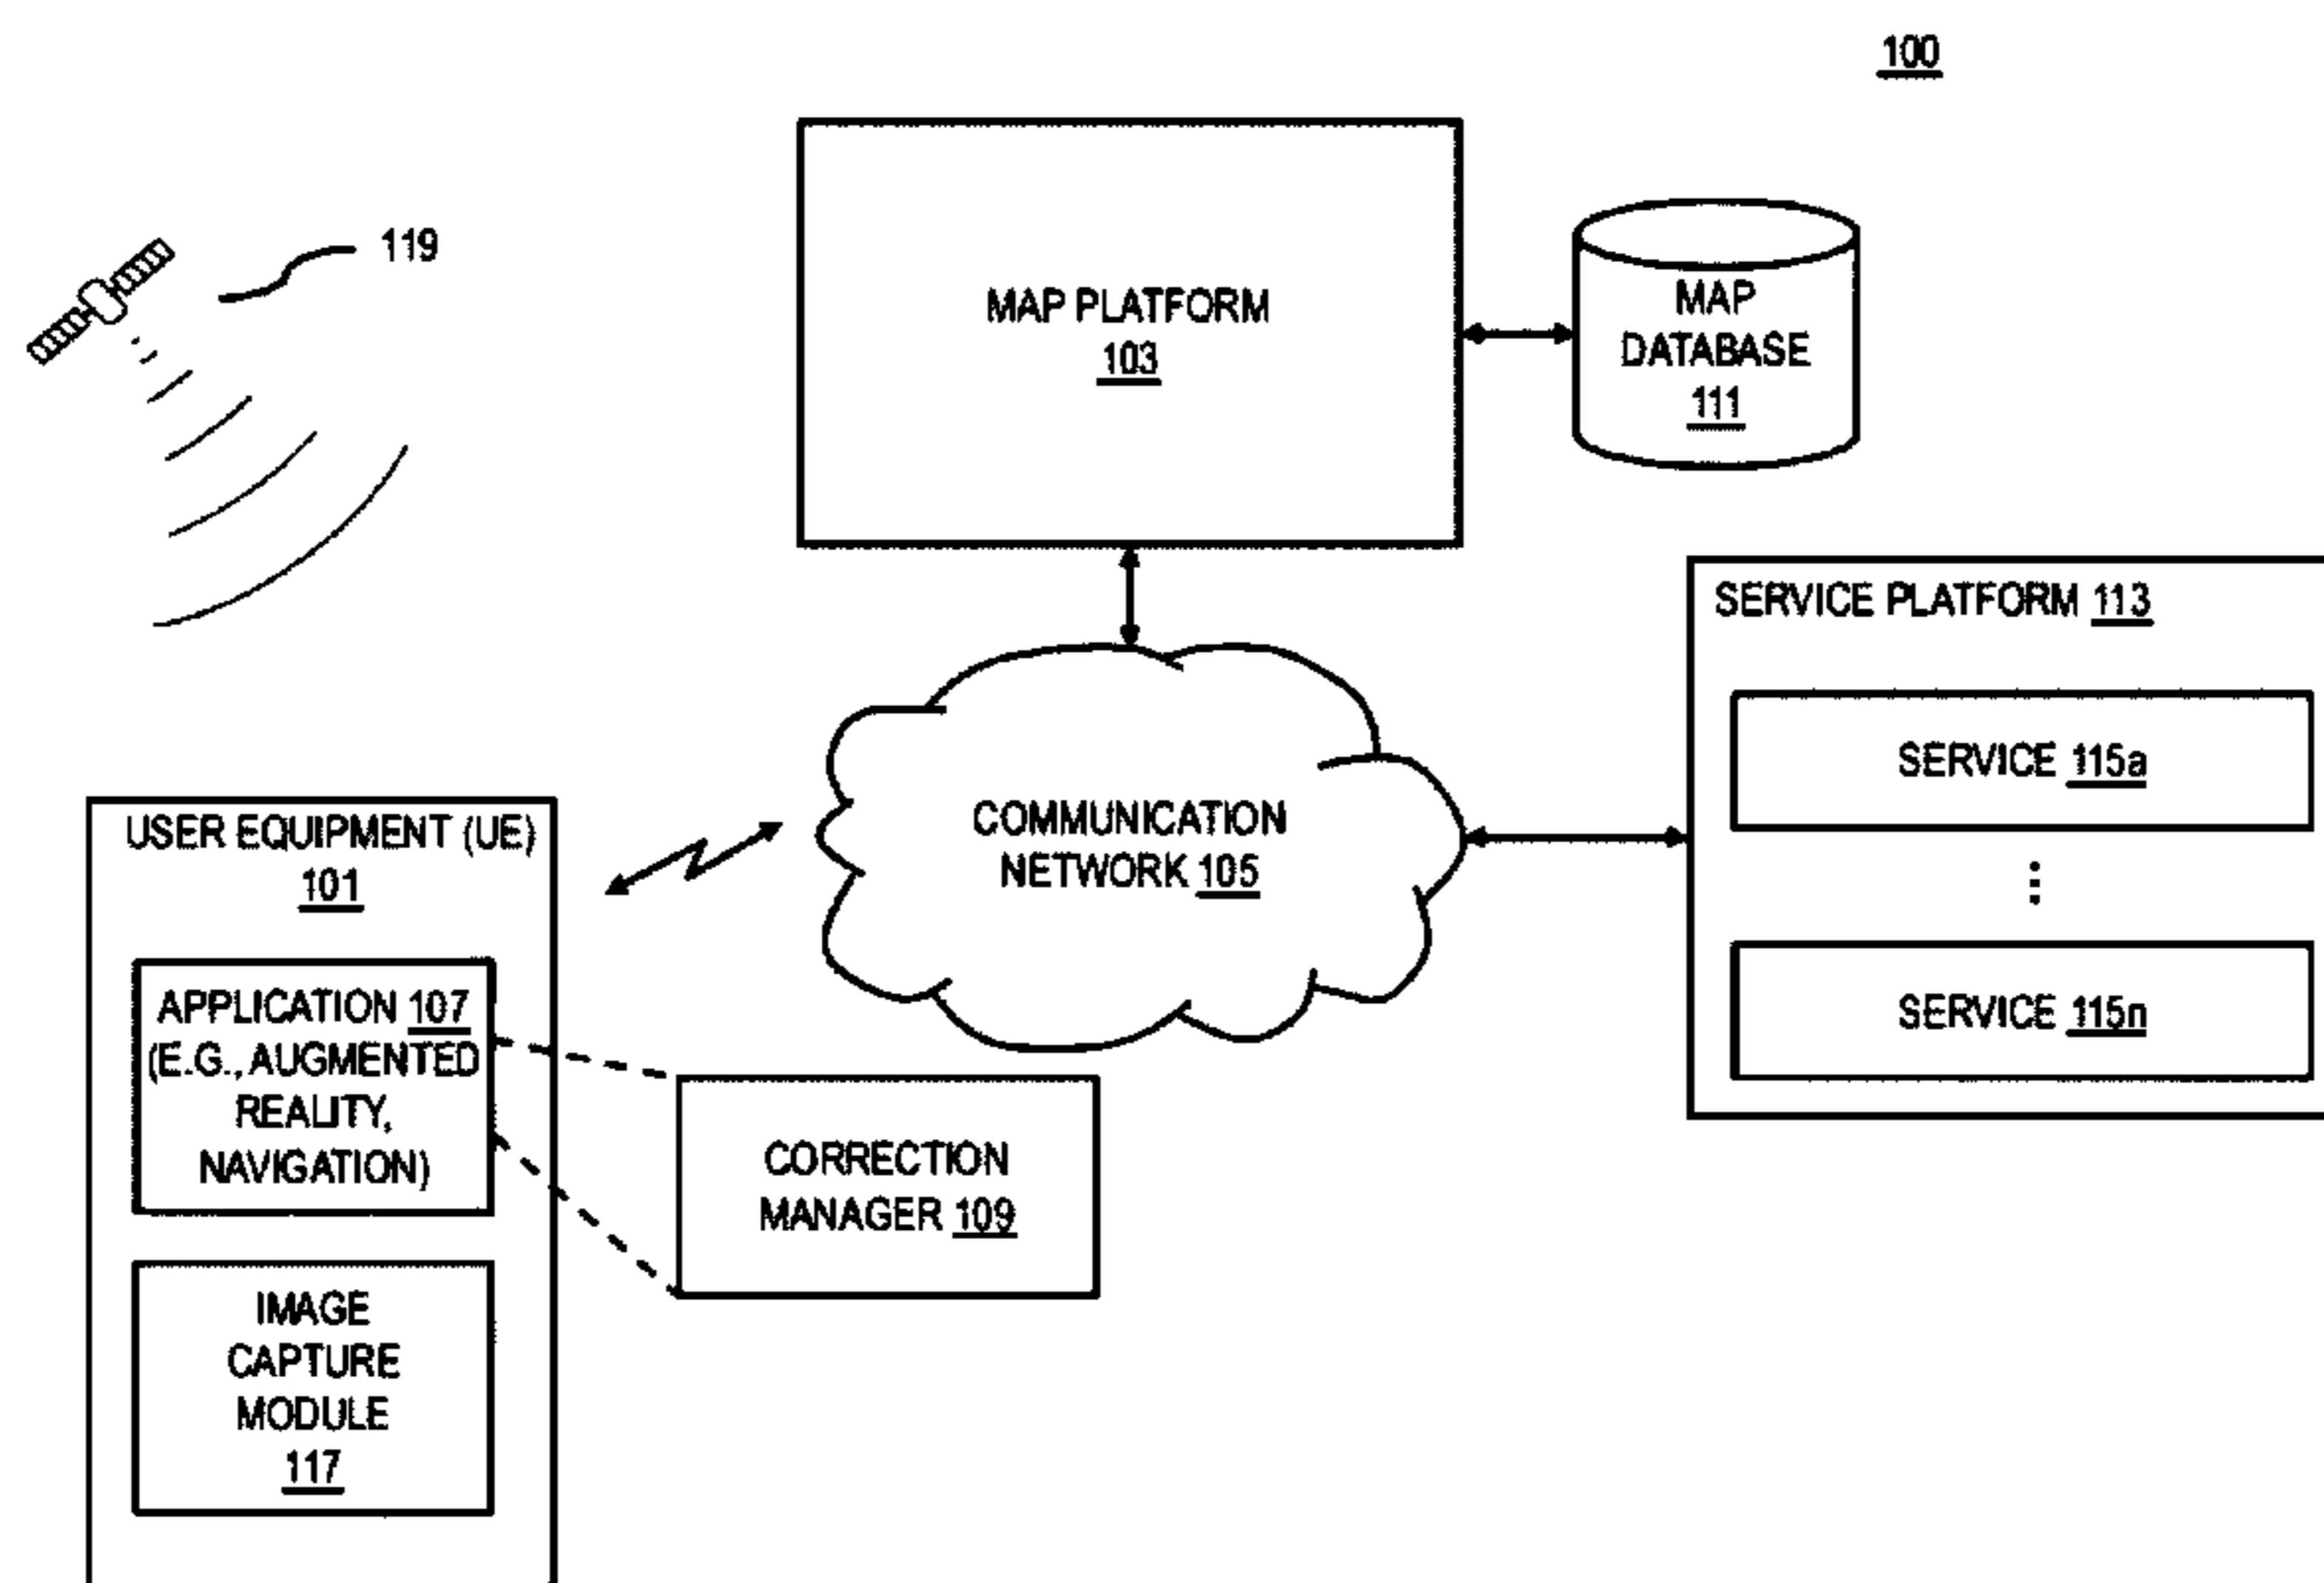 100
119
MAP PLATFORM
103
MAP
DATABASE
111
SERVICE PLATFORM 113
SERVICE 115a
⋮
SERVICE 115n
COMMUNICATION
NETWORK 105
USER EQUIPMENT (UE)
101
APPLICATION 107
(E.G., AUGMENTED
REALITY,
NAVIGATION)
CORRECTION
MANAGER 109
IMAGE
CAPTURE
MODULE
117